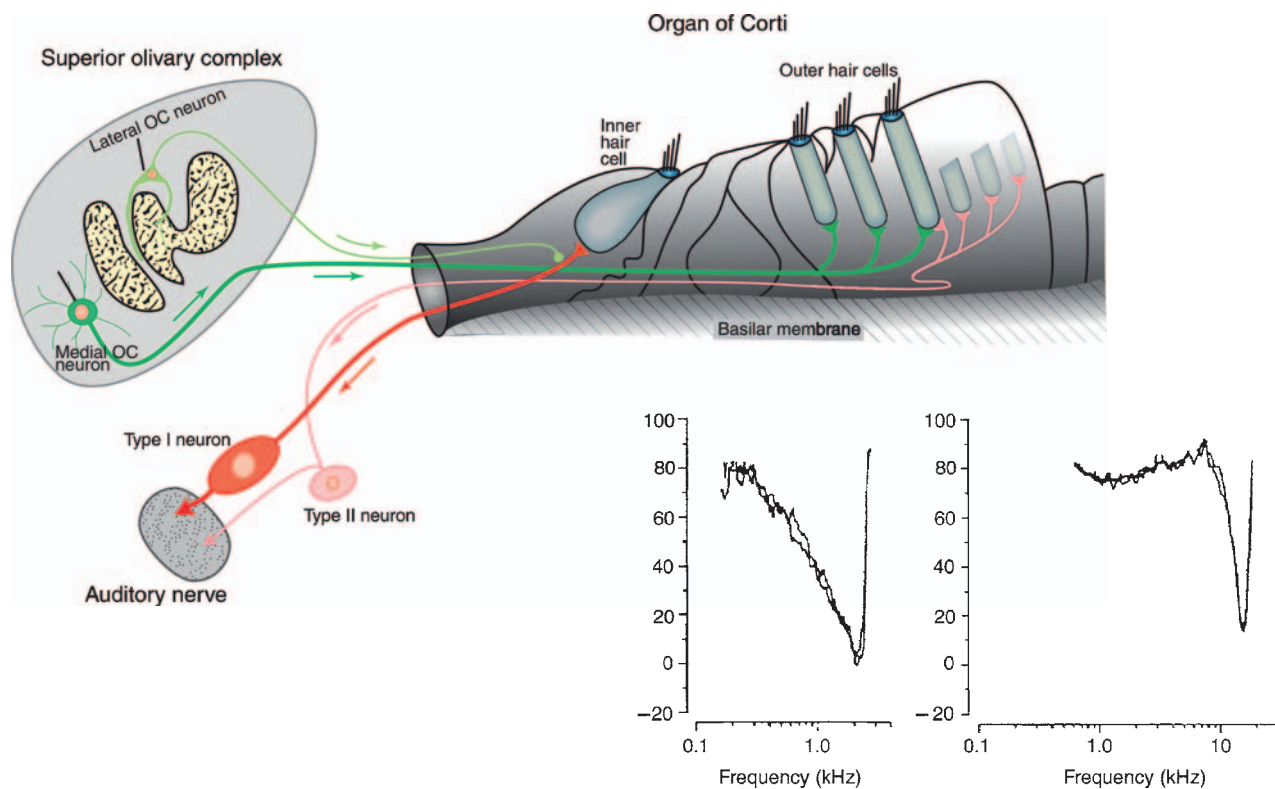 Organ of Corti
Superior olivary complex
Outer hair cells
Lateral OC neuron
Inner
hair
cell
Medial OC
neuron
Basilar membrane
Type I neuron
Type II neuron
Auditory nerve
100
80
60
40
20
0
−20
0.1
1.0
Frequency (kHz)
100
80
60
40
20
0
−20
0.1
1.0
10
Frequency (kHz)